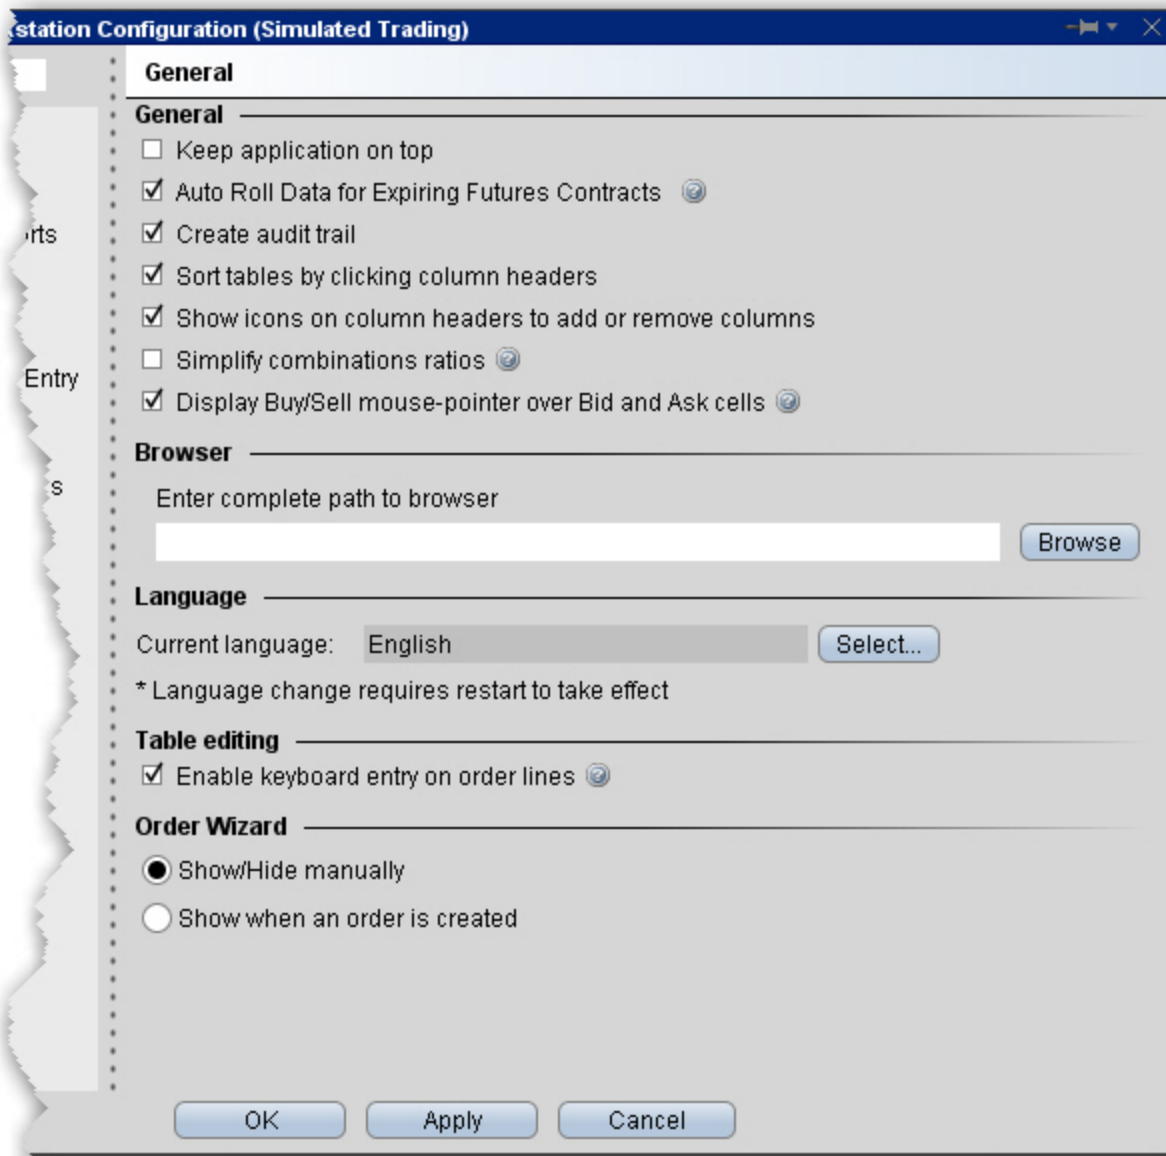 station Configuration (Simulated Trading)
General
General
Keep application on top
Auto Roll Data for Expiring Futures Contracts
Create audit trail
Sort tables by clicking column headers
Show icons on column headers to add or remove columns
Simplify combinations ratios
Display Buy/Sell mouse-pointer over Bid and Ask cells
Browser
Enter complete path to browser
Browse
Language
Current language: English Select...
* Language change requires restart to take effect
Table editing
Enable keyboard entry on order lines
Order Wizard
Show/Hide manually
Show when an order is created
OK Apply Cancel
rts
Entry
s